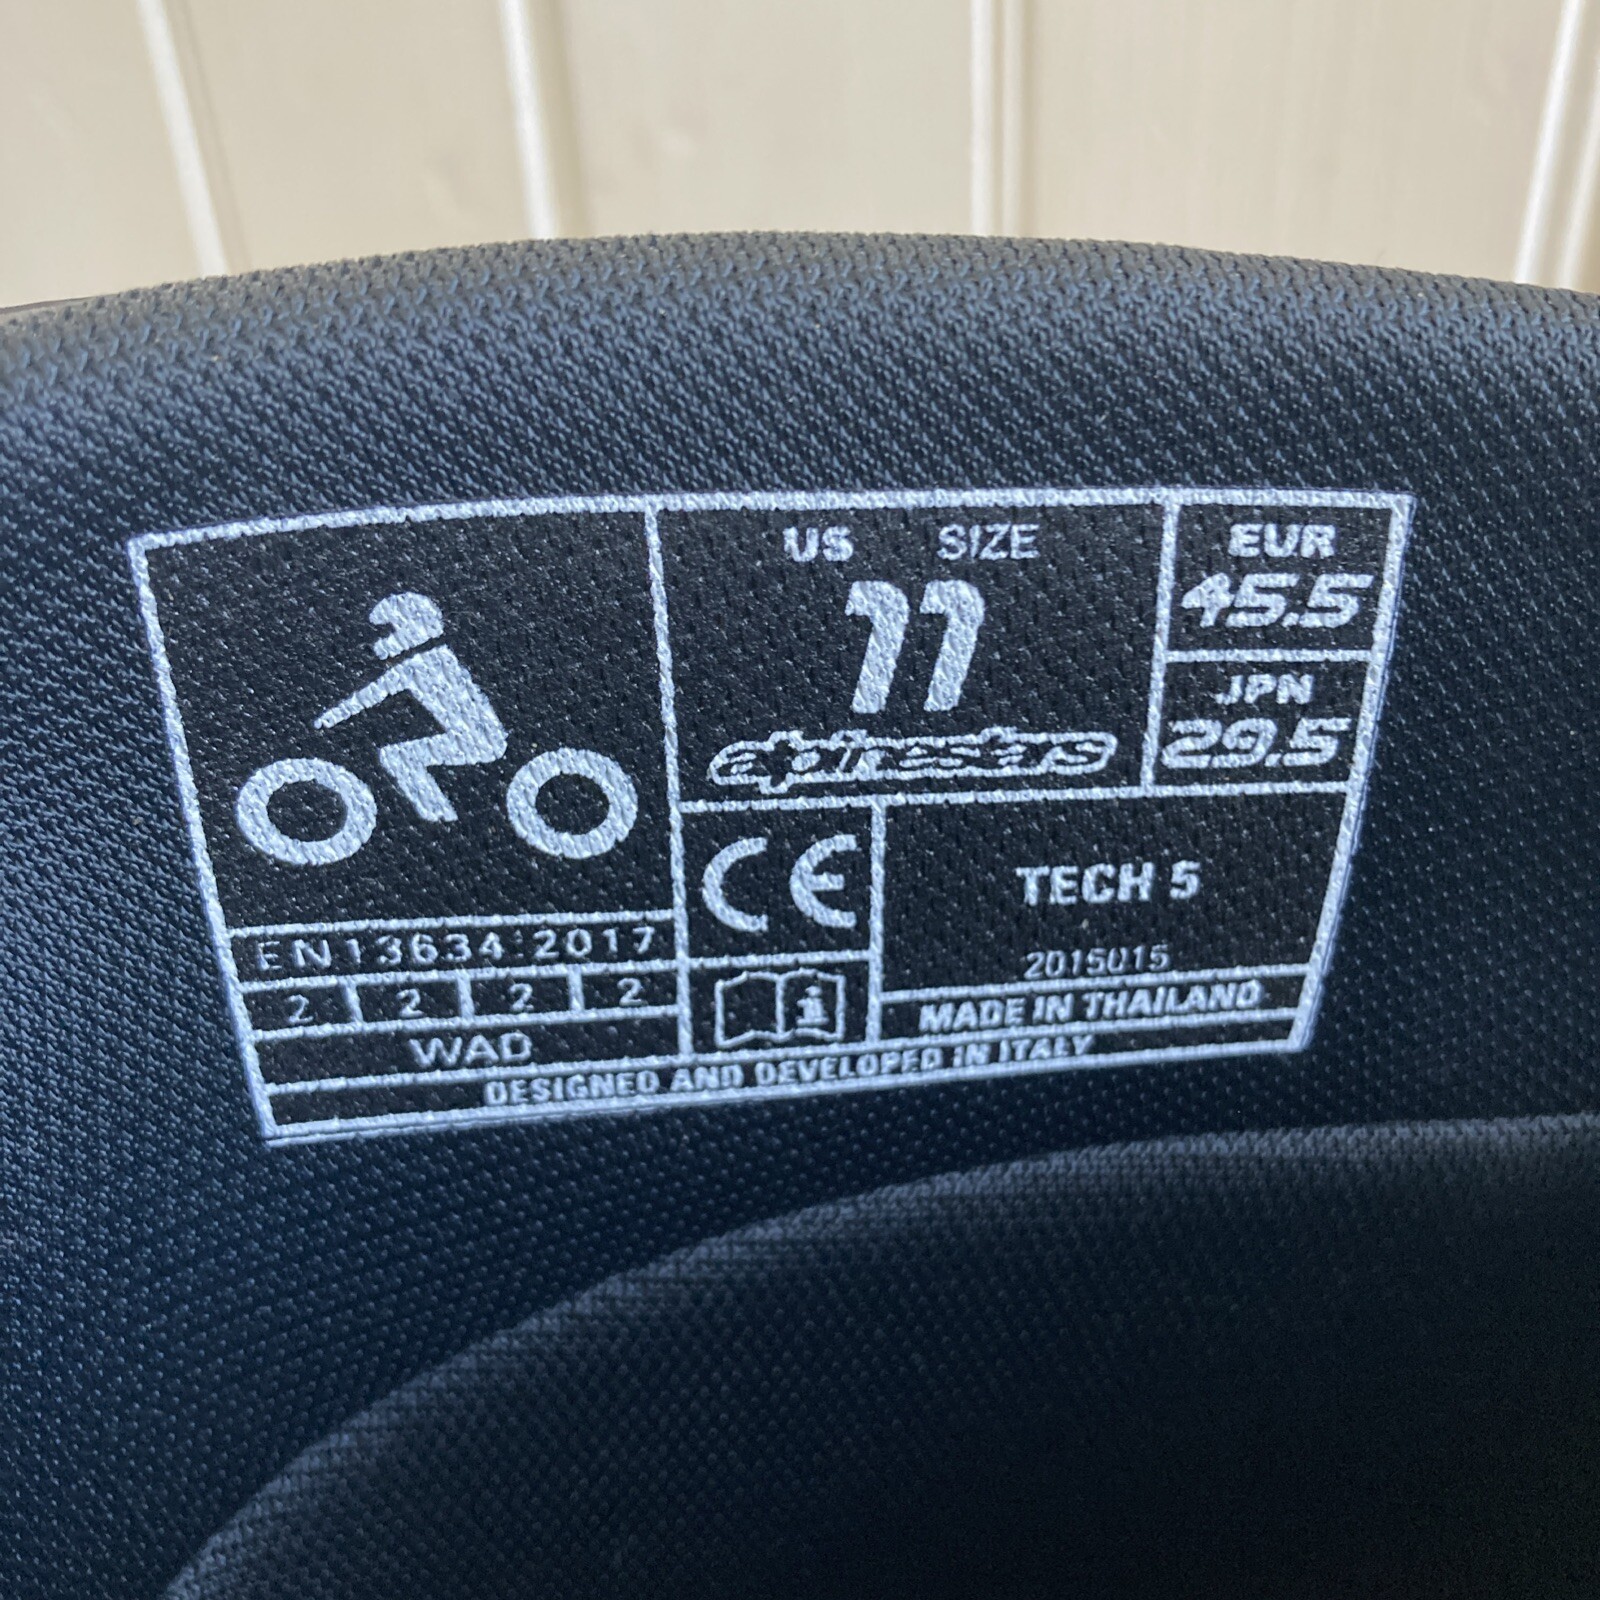 US SIZE
11
alpinestars
EUR
45.5
JPN
29.5
EN13634:2017
2 2 2 2
WAD
CE
i
TECH 5
2015015
MADE IN THAILAND
DESIGNED AND DEVELOPED IN ITALY